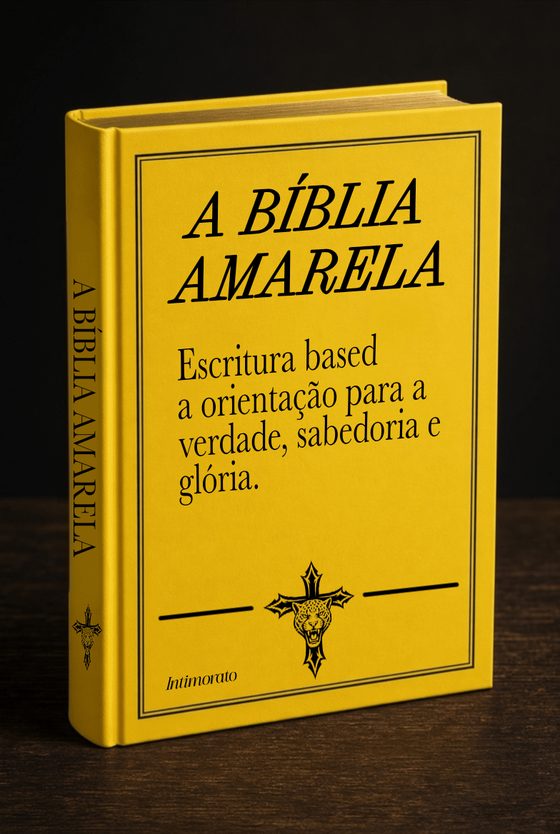 A BÍBLIA
AMARELA
Escritura based
a orientação para a
verdade, sabedoria e
glória.
Intimorato
A BÍBLIA AMARELA